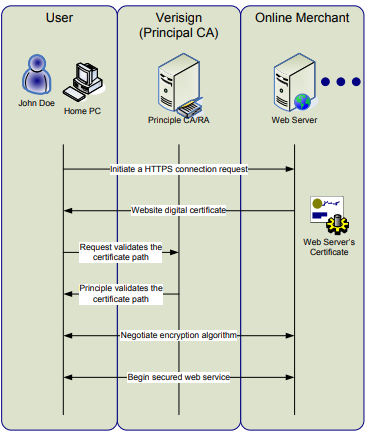 User
Verisign
(Principal CA)
Online Merchant
John Doe
Home PC
Principle CA/RA
Web Server
Initiate a HTTPS connection request
Website digital certificate
Web Server's
Certificate
Request validates the
certificate path
Principle validates the
certificate path
Negotiate encryption algorithm
Begin secured web service